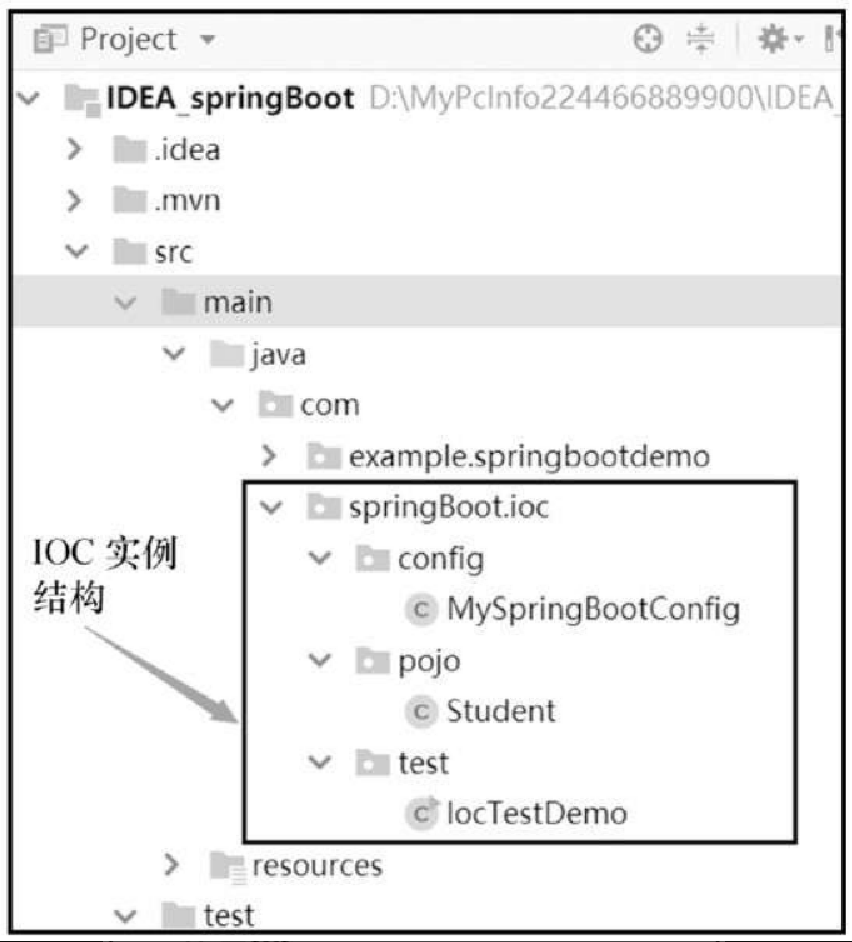 Project
IDEA_springBoot D:\MyPcInfo224466889900\IDEA_
.idea
.mvn
src
main
java
com
example.springbootdemo
springBoot.ioc
config
MySpringBootConfig
pojo
Student
test
IocTestDemo
resources
test
IOC 实例
结构